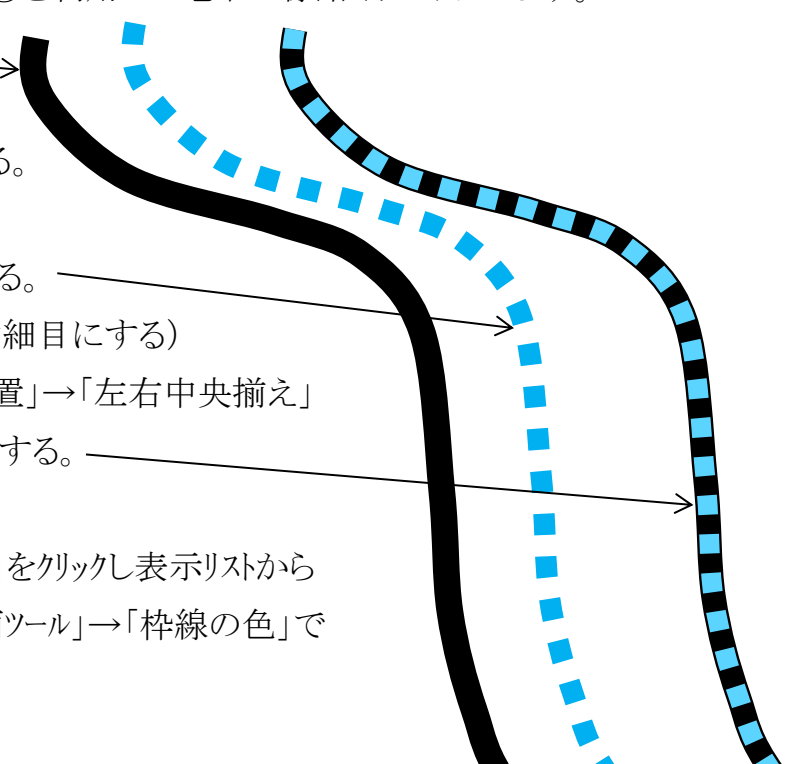 る。
る。
細目にする)
置」→「左右中央揃え」
する。
をクリックし表示リストから
ツール」→「枠線の色」で